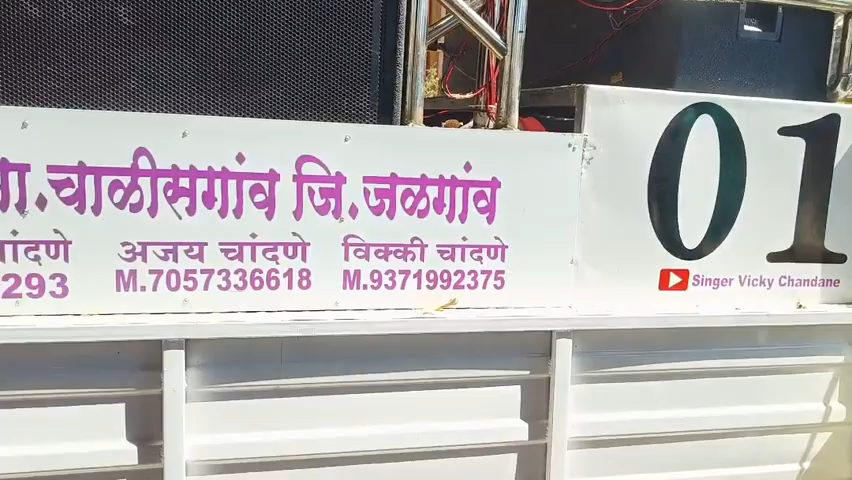 ता.चाळीसगांव जि.जळगांव
चांदणे अजय चांदणे विक्की चांदणे
293 M.7057336618 M.9371992375
01
Singer Vicky Chandane